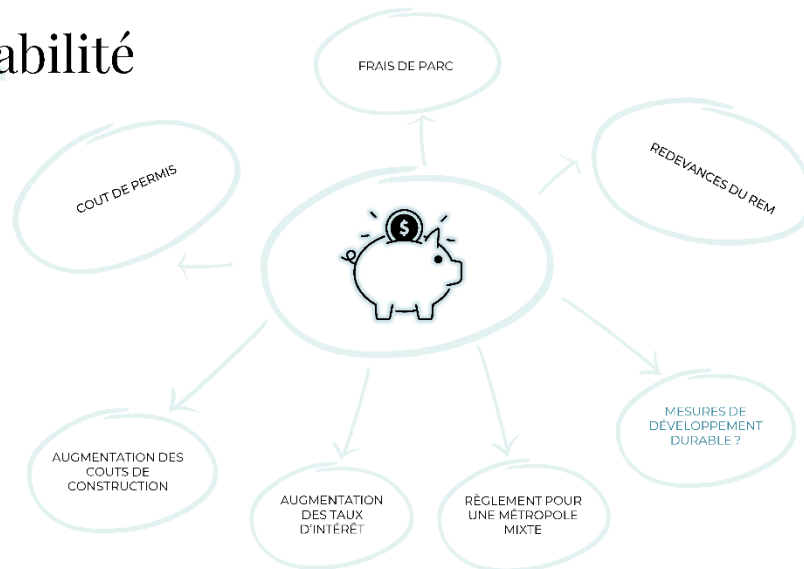 abilité
FRAIS DE PARC
COUT DE PERMIS
REDEVANCES DU REM
$
MESURES DE
DÉVELOPPEMENT
DURABLE ?
AUGMENTATION DES
COUTS DE
CONSTRUCTION
AUGMENTATION
DES TAUX
D'INTÉRÊT
RÈGLEMENT POUR
UNE MÉTROPOLE
MIXTE